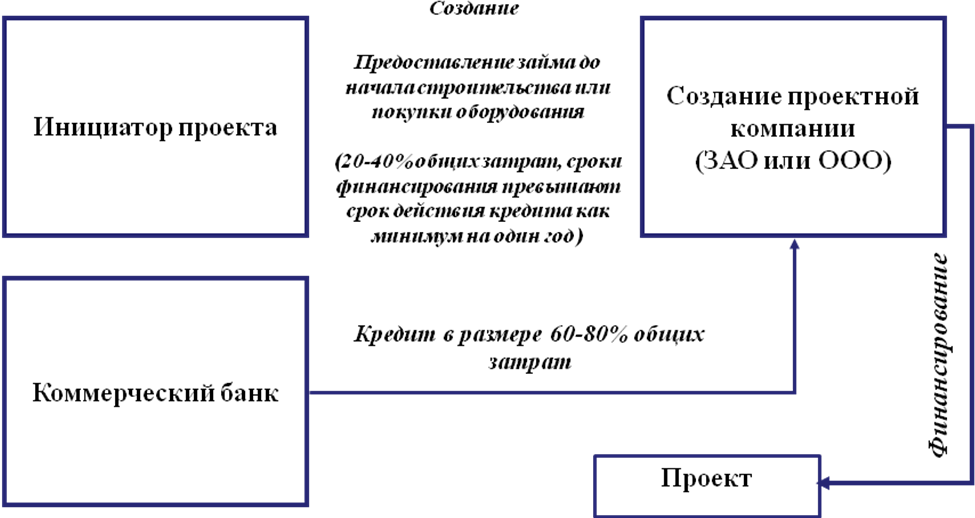 Создание
Предоставление займа до
начала строительства или
покупки оборудования
(20-40% общих затрат, сроки
финансирования превышают
срок действия кредита как
минимум на один год)
Инициатор проекта
Создание проектной
компании
(ЗАО или ООО)
Кредит в размере 60-80% общих
затрат
Коммерческий банк
Финансирование
Проект